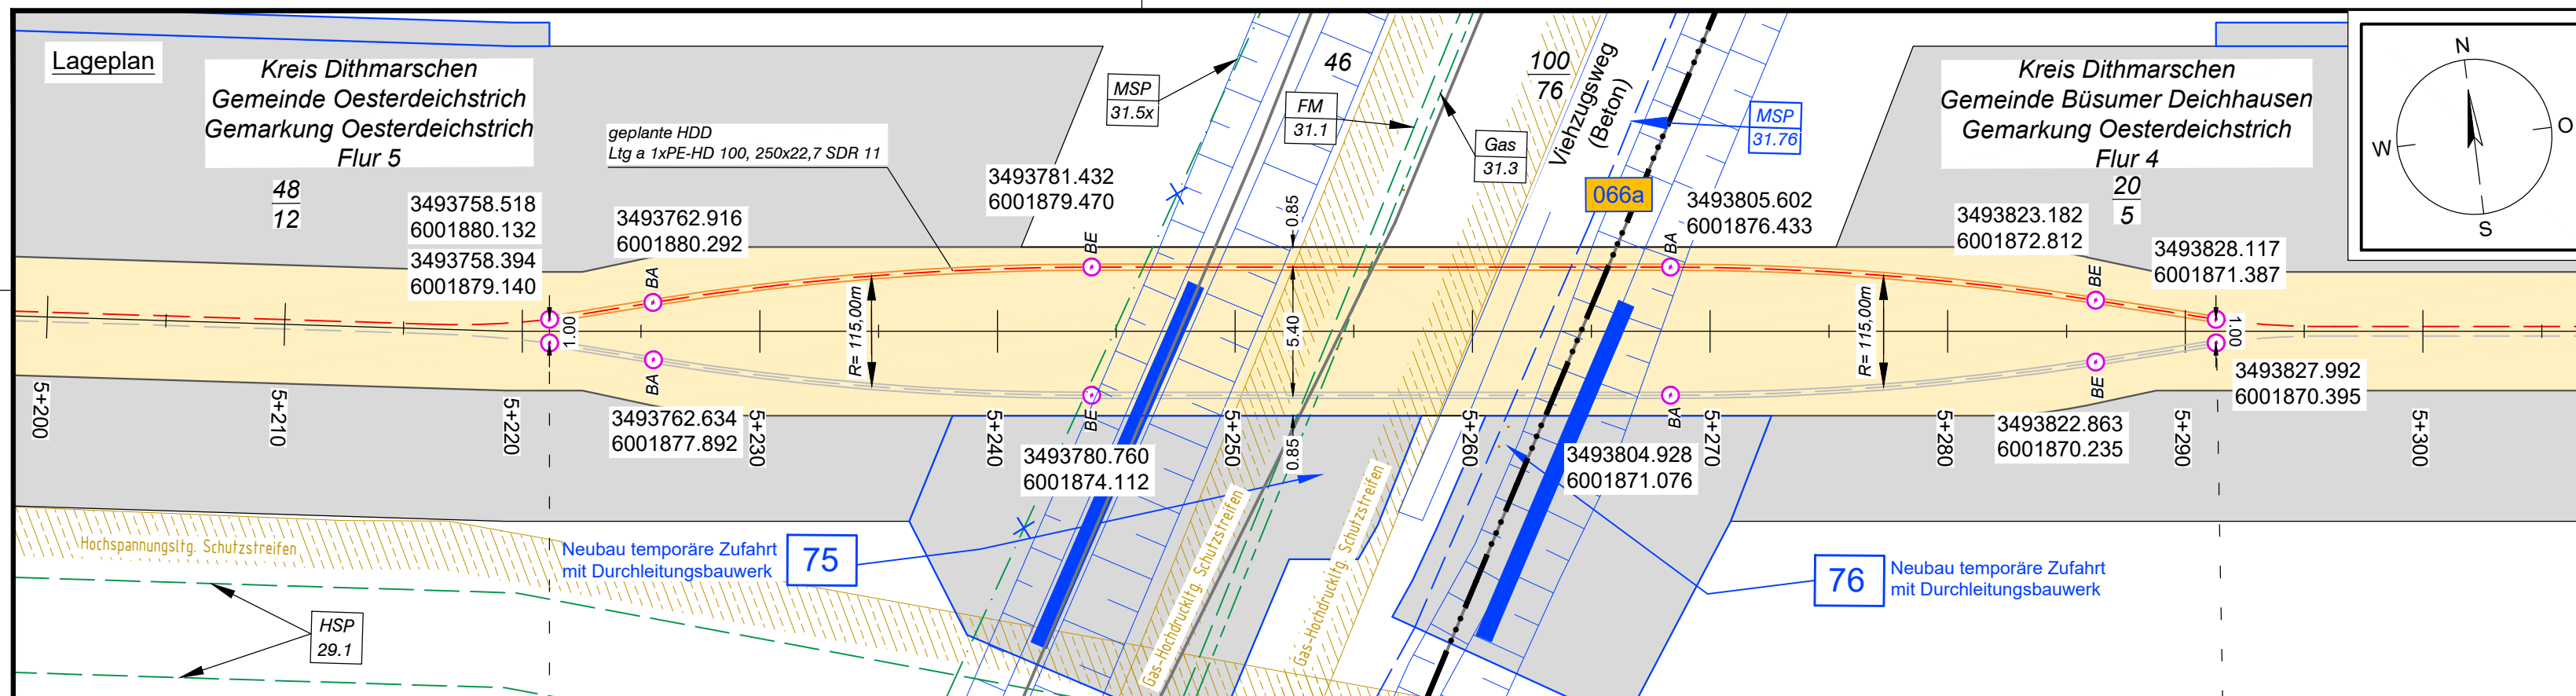 Lageplan
Kreis Dithmarschen
Gemeinde Oesterdeichstrich
Gemarkung Oesterdeichstrich
Flur 5
48
12
geplante HDD
Ltg a 1xPE-HD 100, 250x22,7 SDR 11
3493758.518
6001880.132
3493758.394
6001879.140
3493762.916
6001880.292
3493781.432
6001879.470
MSP
31.5x
46
FM
31.1
Gas
31.3
100
76
Viehzugsweg
(Beton)
MSP
31.76
066a
3493805.602
6001876.433
Kreis Dithmarschen
Gemeinde Büsumer Deichhausen
Gemarkung Oesterdeichstrich
Flur 4
20
5
3493823.182
6001872.812
3493828.117
6001871.387
N
O
S
W
BA
BE
BA
BE
0.85
5.40
0.85
1.00
1.00
R= 115,00m
R= 115,00m
BA
BE
BA
BE
5+200
5+210
5+220
5+230
5+240
5+250
5+260
5+270
5+280
5+290
5+300
3493762.634
6001877.892
3493780.760
6001874.112
3493804.928
6001871.076
3493822.863
6001870.235
3493827.992
6001870.395
Hochspannungsltg. Schutzstreifen
HSP
29.1
Neubau temporäre Zufahrt
mit Durchleitungsbauwerk
75
Gas-Hochdruckltg. Schutzstreifen
Gas-Hochdruckltg. Schutzstreifen
76
Neubau temporäre Zufahrt
mit Durchleitungsbauwerk